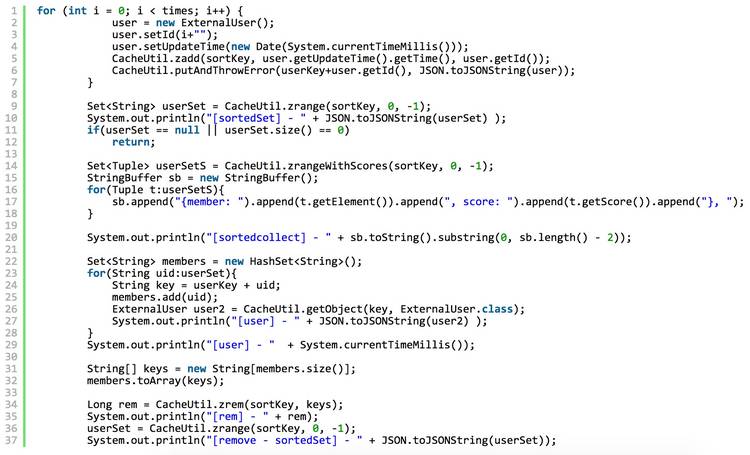 1 for (int i = 0; i < times; i++) {
2 user = new ExternalUser();
3 user.setId(i+"");
4 user.setUpdateTime(new Date(System.currentTimeMillis()));
5 CacheUtil.zadd(sortKey, user.getUpdateTime().getTime(), user.getId());
6 CacheUtil.putAndThrowError(userKey+user.getId(), JSON.toJSONString(user));
7 }
8
9 Set<String> userSet = CacheUtil.zrange(sortKey, 0, -1);
10 System.out.println("[sortedSet] - " + JSON.toJSONString(userSet) );
11 if(userSet == null || userSet.size() == 0)
12 return;
13
14 Set<Tuple> userSetS = CacheUtil.zrangeWithScores(sortKey, 0, -1);
15 StringBuffer sb = new StringBuffer();
16 for(Tuple t:userSetS){
17 sb.append("{member: ").append(t.getElement()).append(", score: ").append(t.getScore()).append("}, ");
18 }
19
20 System.out.println("[sortedcollect] - " + sb.toString().substring(0, sb.length() - 2));
21
22 Set<String> members = new HashSet<String>();
23 for(String uid:userSet){
24 String key = userKey + uid;
25 members.add(uid);
26 ExternalUser user2 = CacheUtil.getObject(key, ExternalUser.class);
27 System.out.println("[user] - " + JSON.toJSONString(user2) );
28 }
29 System.out.println("[user] - "  + System.currentTimeMillis());
30
31 String[] keys = new String[members.size()];
32 members.toArray(keys);
33
34 Long rem = CacheUtil.zrem(sortKey, keys);
35 System.out.println("[rem] - " + rem);
36 userSet = CacheUtil.zrange(sortKey, 0, -1);
37 System.out.println("[remove - sortedSet] - " + JSON.toJSONString(userSet));